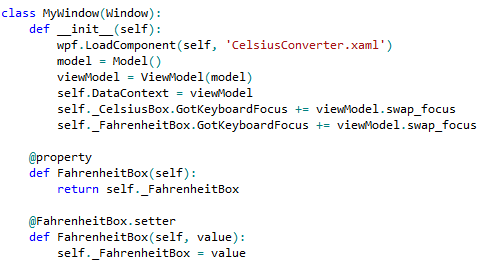 class MyWindow(Window):
    def __init__(self):
        wpf.LoadComponent(self, 'CelsiusConverter.xaml')
        model = Model()
        viewModel = ViewModel(model)
        self.DataContext = viewModel
        self._CelsiusBox.GotKeyboardFocus += viewModel.swap_focus
        self._FahrenheitBox.GotKeyboardFocus += viewModel.swap_focus

    @property
    def FahrenheitBox(self):
        return self._FahrenheitBox

    @FahrenheitBox.setter
    def FahrenheitBox(self, value):
        self._FahrenheitBox = value